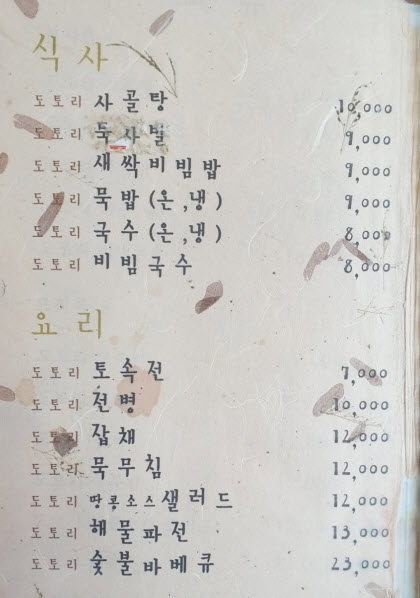 식사
도토리 사골탕 10,000
도토리 묵사발 9,000
도토리 새싹비빔밥 9,000
도토리 묵밥 (온,냉) 9,000
도토리 국수 (온,냉) 8,000
도토리 비빔국수 8,000
요리
도토리 토속전 7,000
도토리 전병 10,000
도토리 잡채 12,000
도토리 묵무침 12,000
도토리 땅콩소스샐러드 12,000
도토리 해물파전 13,000
도토리 숯불바베큐 23,000